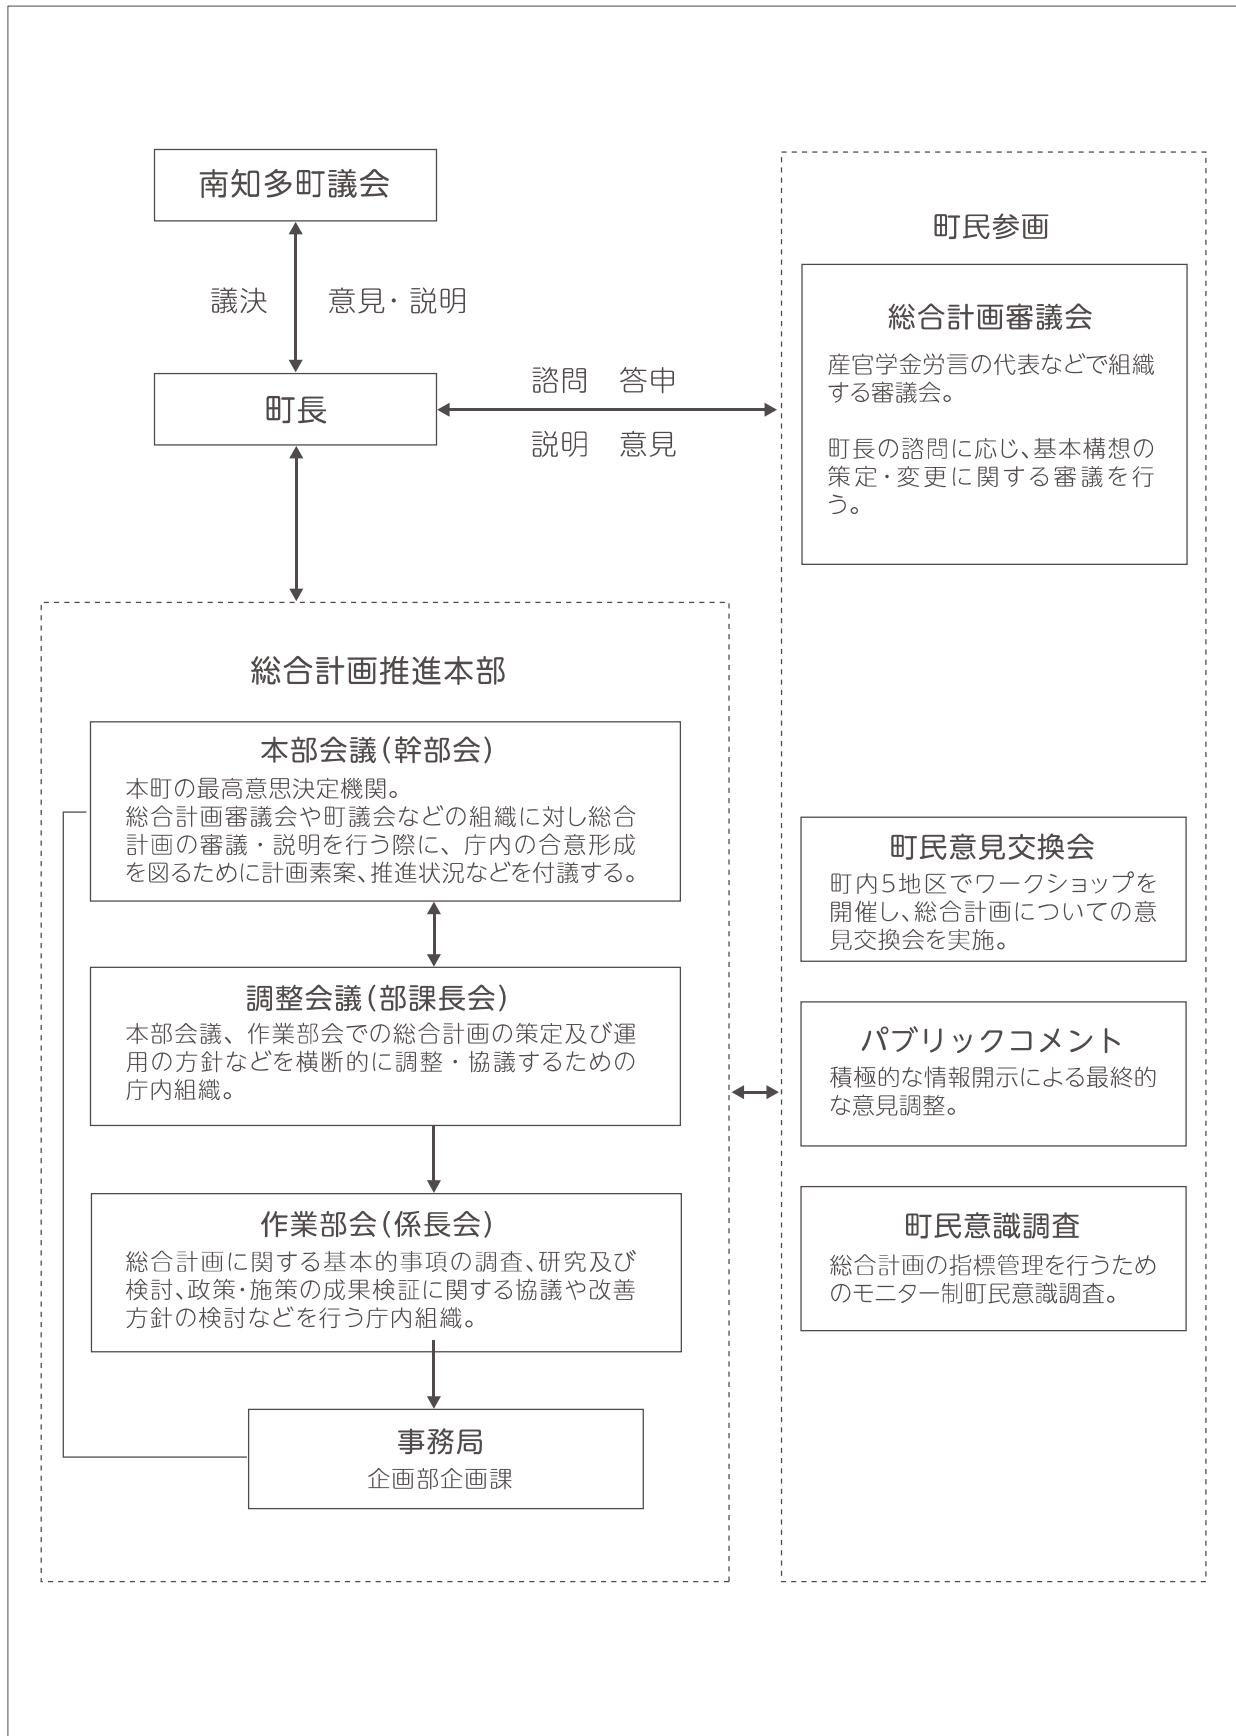 南知多町議会
議決　意見・説明
町長
諮問　答申
説明　意見
町民参画
総合計画審議会
産官学金労言の代表などで組織
する審議会。
町長の諮問に応じ、基本構想の
策定・変更に関する審議を行
う。
総合計画推進本部
本部会議(幹部会)
本町の最高意思決定機関。
総合計画審議会や町議会などの組織に対し総合
計画の審議・説明を行う際に、庁内の合意形成
を図るために計画素案、推進状況などを付議する。
調整会議(部課長会)
本部会議、作業部会での総合計画の策定及び運
用の方針などを横断的に調整・協議するための
庁内組織。
作業部会(係長会)
総合計画に関する基本的事項の調査、研究及び
検討、政策・施策の成果検証に関する協議や改善
方針の検討などを行う庁内組織。
事務局
企画部企画課
町民意見交換会
町内5地区でワークショップを
開催し、総合計画についての意
見交換会を実施。
パブリックコメント
積極的な情報開示による最終的
な意見調整。
町民意識調査
総合計画の指標管理を行うため
のモニター制町民意識調査。